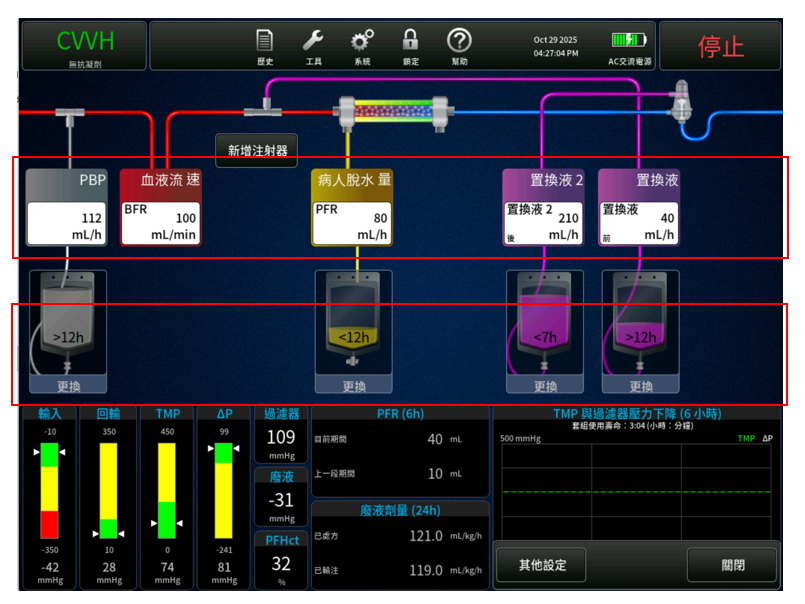 CVVH
無抗凝劑
歷史
工具
系統
鎖定
幫助
Oct 29 2025
04:27:04 PM
AC交流電源
停止
新增注射器
PBP
112
mL/h
血液流 速
BFR
100
mL/min
病人脫水 量
PFR
80
mL/h
置換液 2
置換液 2
210
後
mL/h
置換液
置換液
40
前
mL/h
>12h
更換
<12h
更換
<7h
更換
>12h
更換
輸入
-10
-350
-42
mmHg
回輸
350
10
28
mmHg
TMP
450
0
74
mmHg
ΔP
99
-241
81
mmHg
過濾器
109
mmHg
廢液
-31
mmHg
PFHct
32
%
PFR (6h)
目前期間 40 mL
上一段期間 10 mL
廢液劑量 (24h)
已處方 121.0 mL/kg/h
已輸注 119.0 mL/kg/h
TMP 與過濾器壓力下降 (6 小時)
套組使用壽命：3:04 (小時：分鐘)
500 mmHg
TMP ΔP
其他設定
關閉